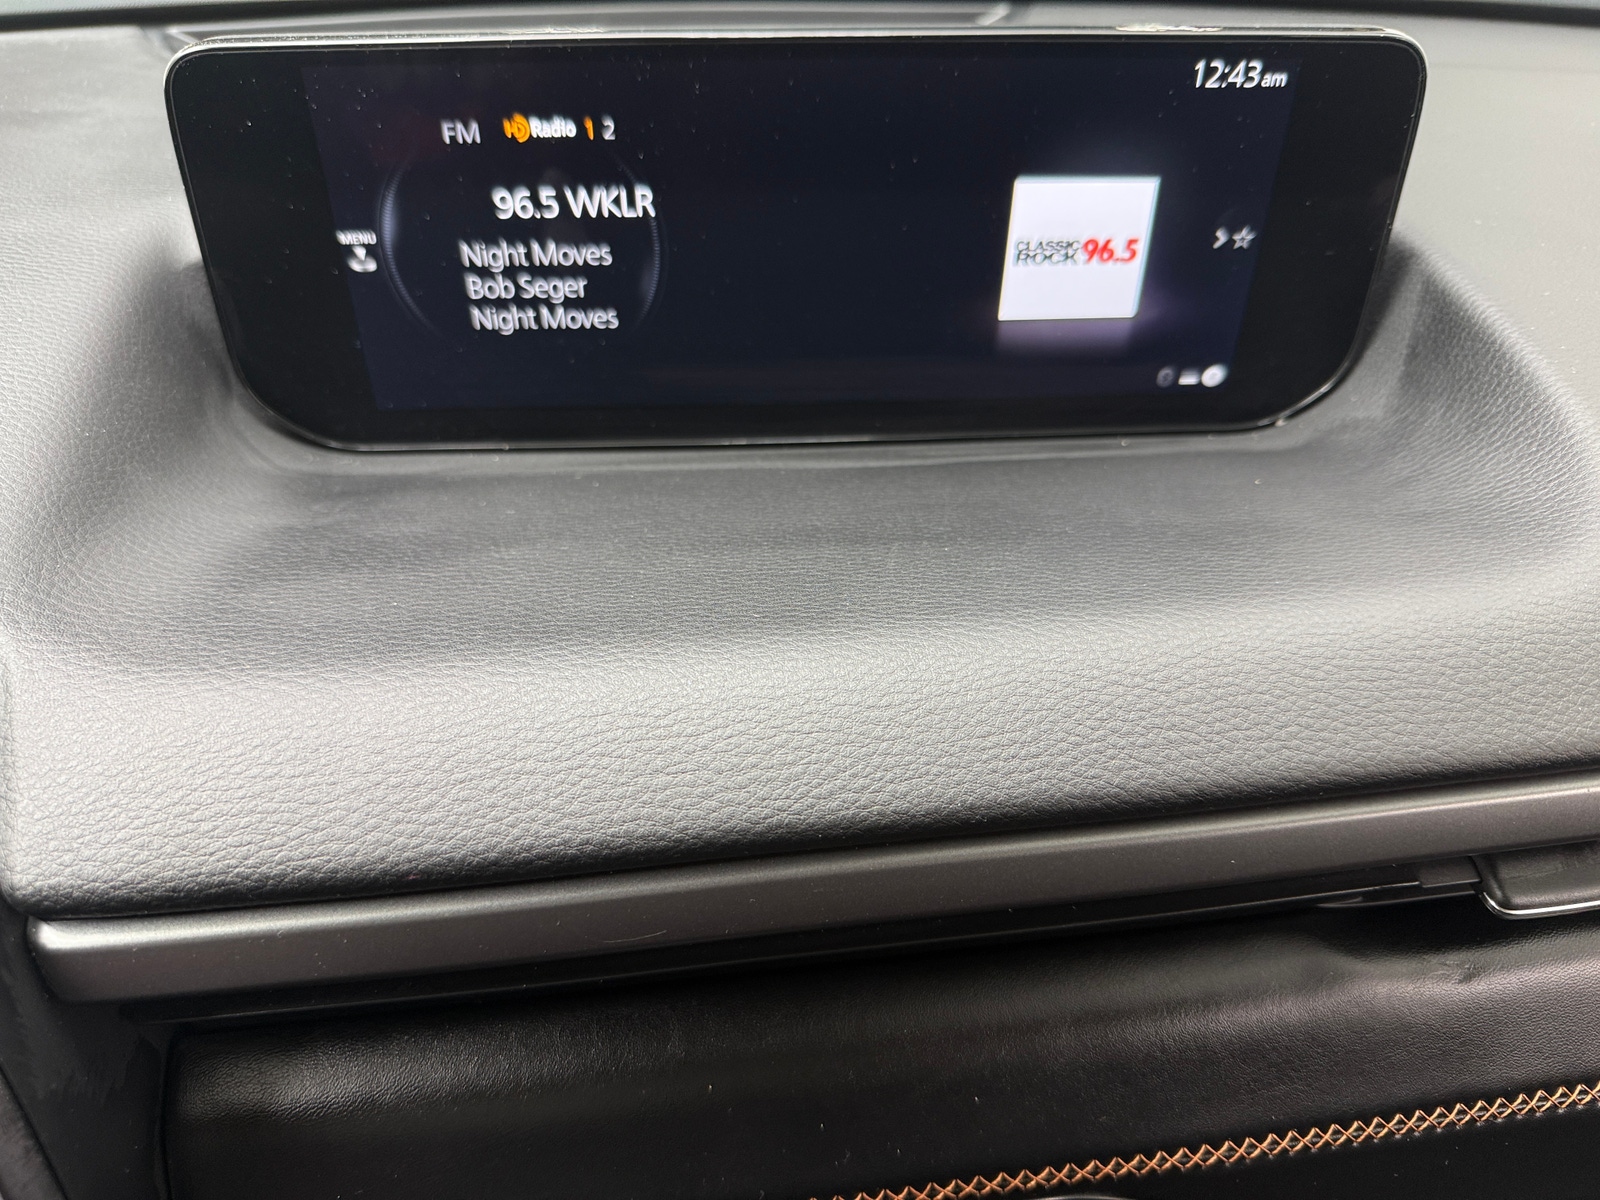 12:43am
FM HD Radio 1 2
96.5 WKLR
MENU
Night Moves
Bob Seger
Night Moves
CLASSIC
ROCK 96.5